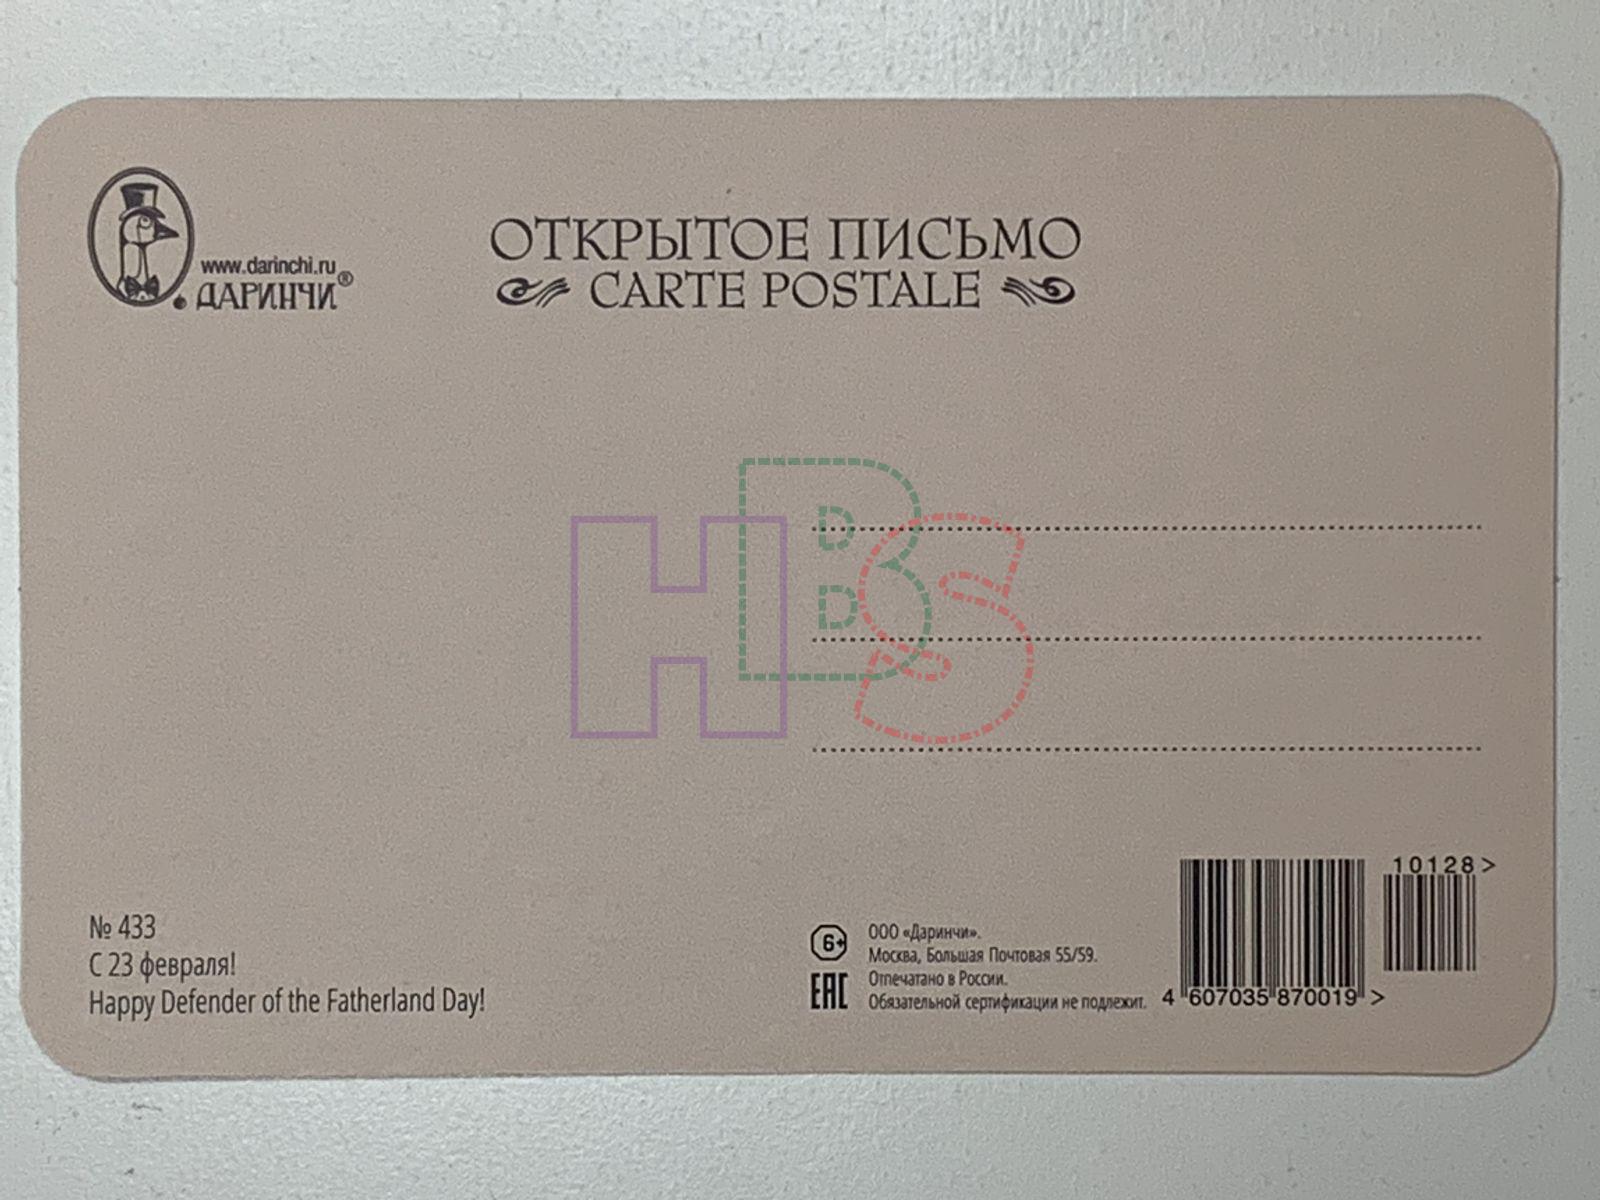 www.darinchi.ru
ДАРИНЧИ®
ОТКРЫТОЕ ПИСЬМО
CARTE POSTALE
HBS
№ 433
С 23 февраля!
Happy Defender of the Fatherland Day!
6+
EAC
ООО «Даринчи».
Москва, Большая Почтовая 55/59.
Отпечатано в России.
Обязательной сертификации не подлежит.
10128>
4 607035 870019 >